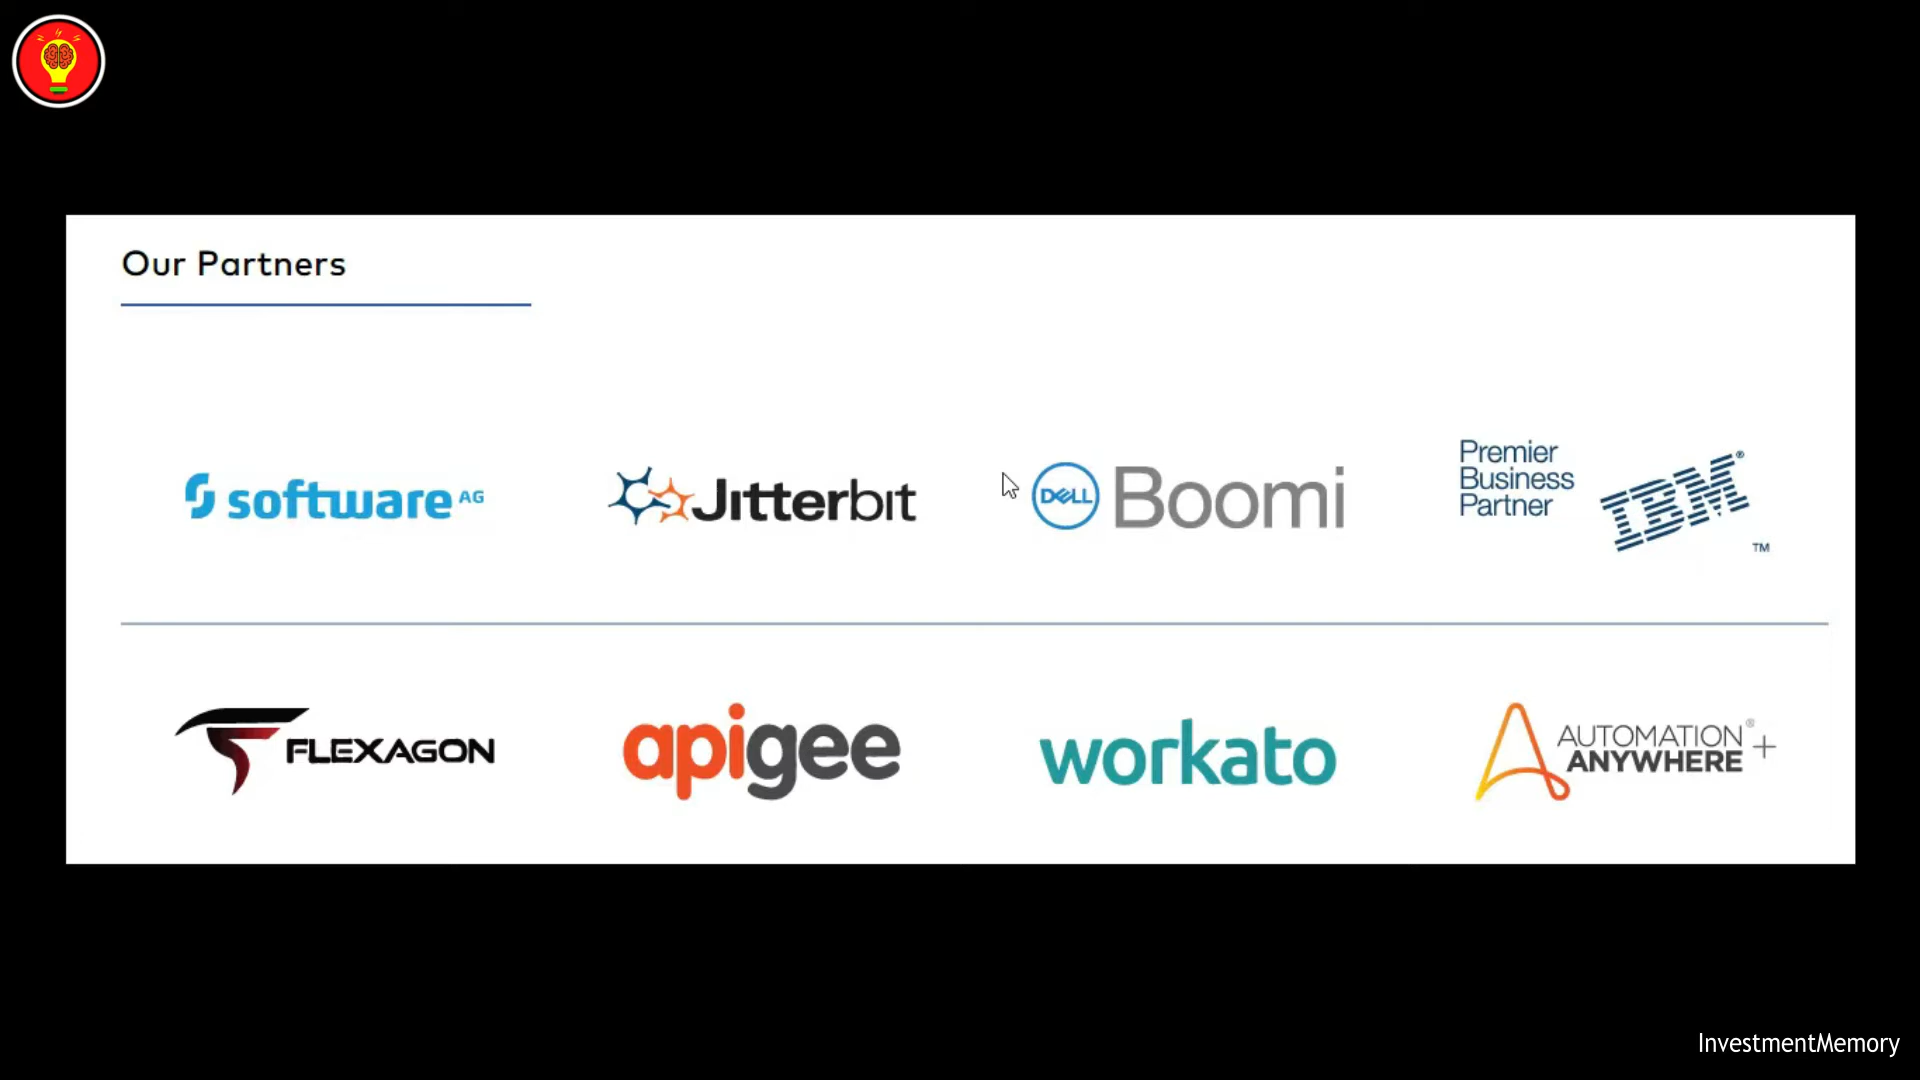 Our Partners
software AG
Jitterbit
DELL Boomi
Premier
Business
Partner
IBM®
TM
FLEXAGON
apigee
workato
AUTOMATION®
ANYWHERE +
InvestmentMemory